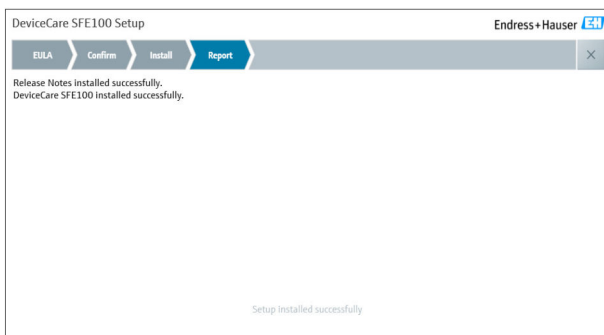 DeviceCare SFE100 Setup
Endress+Hauser EH
EULA
Confirm
Install
Report
Release Notes installed successfully.
DeviceCare SFE100 installed successfully.
Setup installed successfully